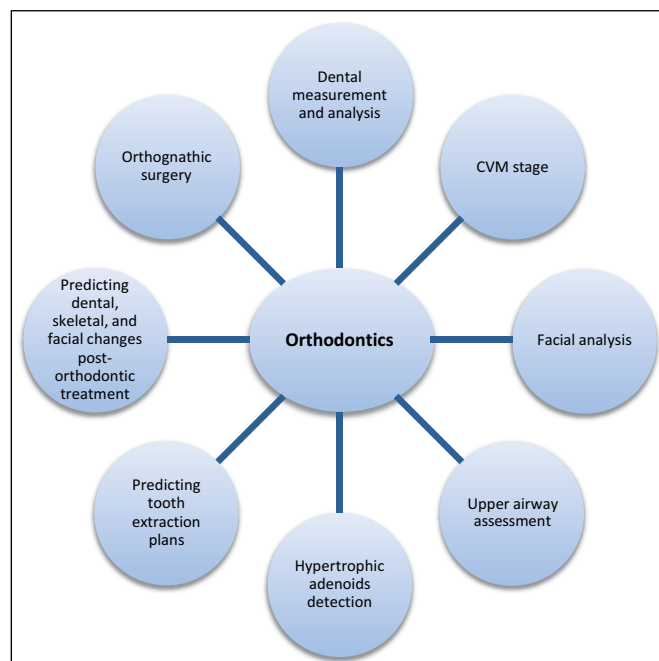 Dental
measurement
and analysis
CVM stage
Facial analysis
Upper airway
assessment
Hypertrophic
adenoids
detection
Predicting
tooth
extraction
plans
Predicting
dental,
skeletal, and
facial changes
post-
orthodontic
treatment
Orthognathic
surgery
Orthodontics